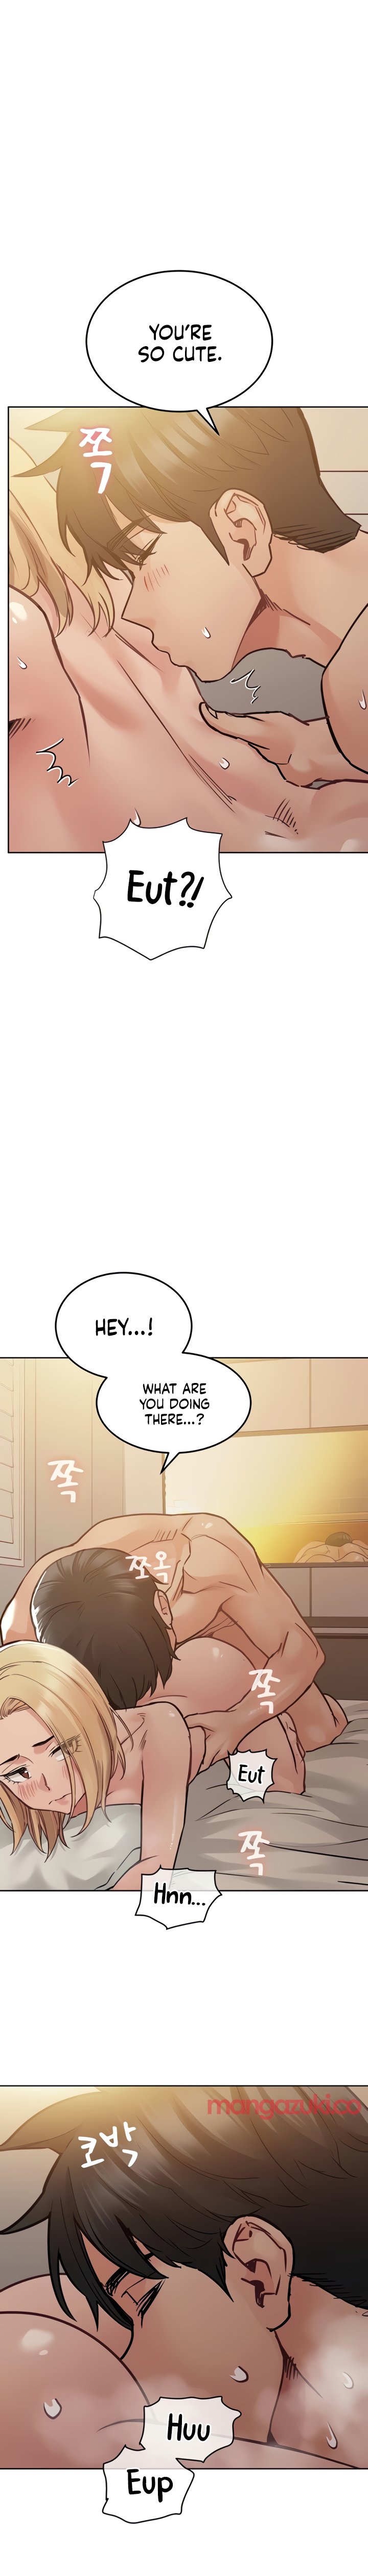 YOU'RE
SO CUTE.
쪽
Eut?!
HEY...!
WHAT ARE
YOU DOING
THERE...?
쪽
쪼옥
쪽
Eut
쪽
Hnn...
mangazuki.co
코박
Huu
Eup